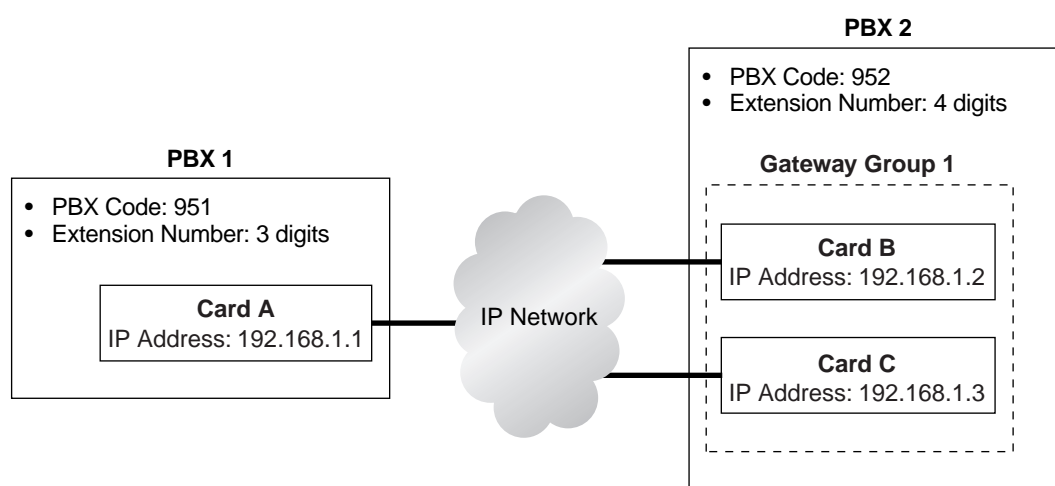 PBX 2
• PBX Code: 952
• Extension Number: 4 digits
PBX 1
Gateway Group 1
• PBX Code: 951
• Extension Number: 3 digits
Card B
IP Address: 192.168.1.2
Card A
IP Address: 192.168.1.1
IP Network
Card C
IP Address: 192.168.1.3